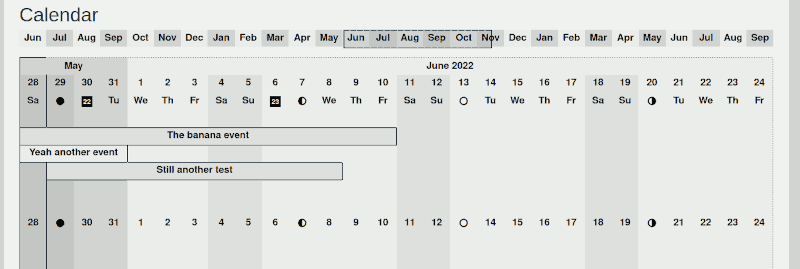 Calendar
Jun Jul Aug Sep Oct Nov Dec Jan Feb Mar Apr May Jun Jul Aug Sep Oct Nov Dec Jan Feb Mar Apr May Jun Jul Aug Sep
May June 2022
28 29 30 31 1 2 3 4 5 6 7 8 9 10 11 12 13 14 15 16 17 18 19 20 21 22 23 24
Sa 22 Tu We Th Fr Sa Su 23 We Th Fr Sa Su Tu We Th Fr Sa Su Tu We Th Fr
The banana event
Yeah another event
Still another test
28 30 31 1 2 3 4 5 6 8 9 10 11 12 14 15 16 17 18 19 21 22 23 24